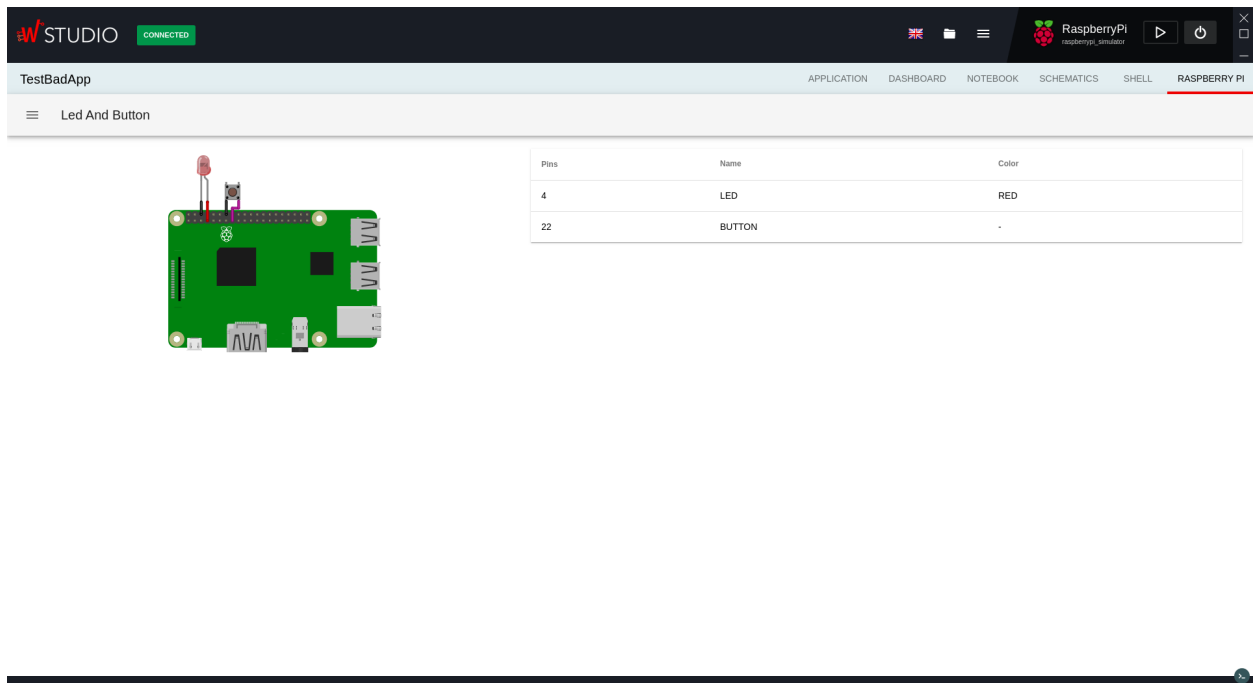 W STUDIO
CONNECTED
RaspberryPi
raspberrypi_simulator
TestBadApp
APPLICATION DASHBOARD NOTEBOOK SCHEMATICS SHELL RASPBERRY PI
Led And Button
Pins Name Color
4 LED RED
22 BUTTON -